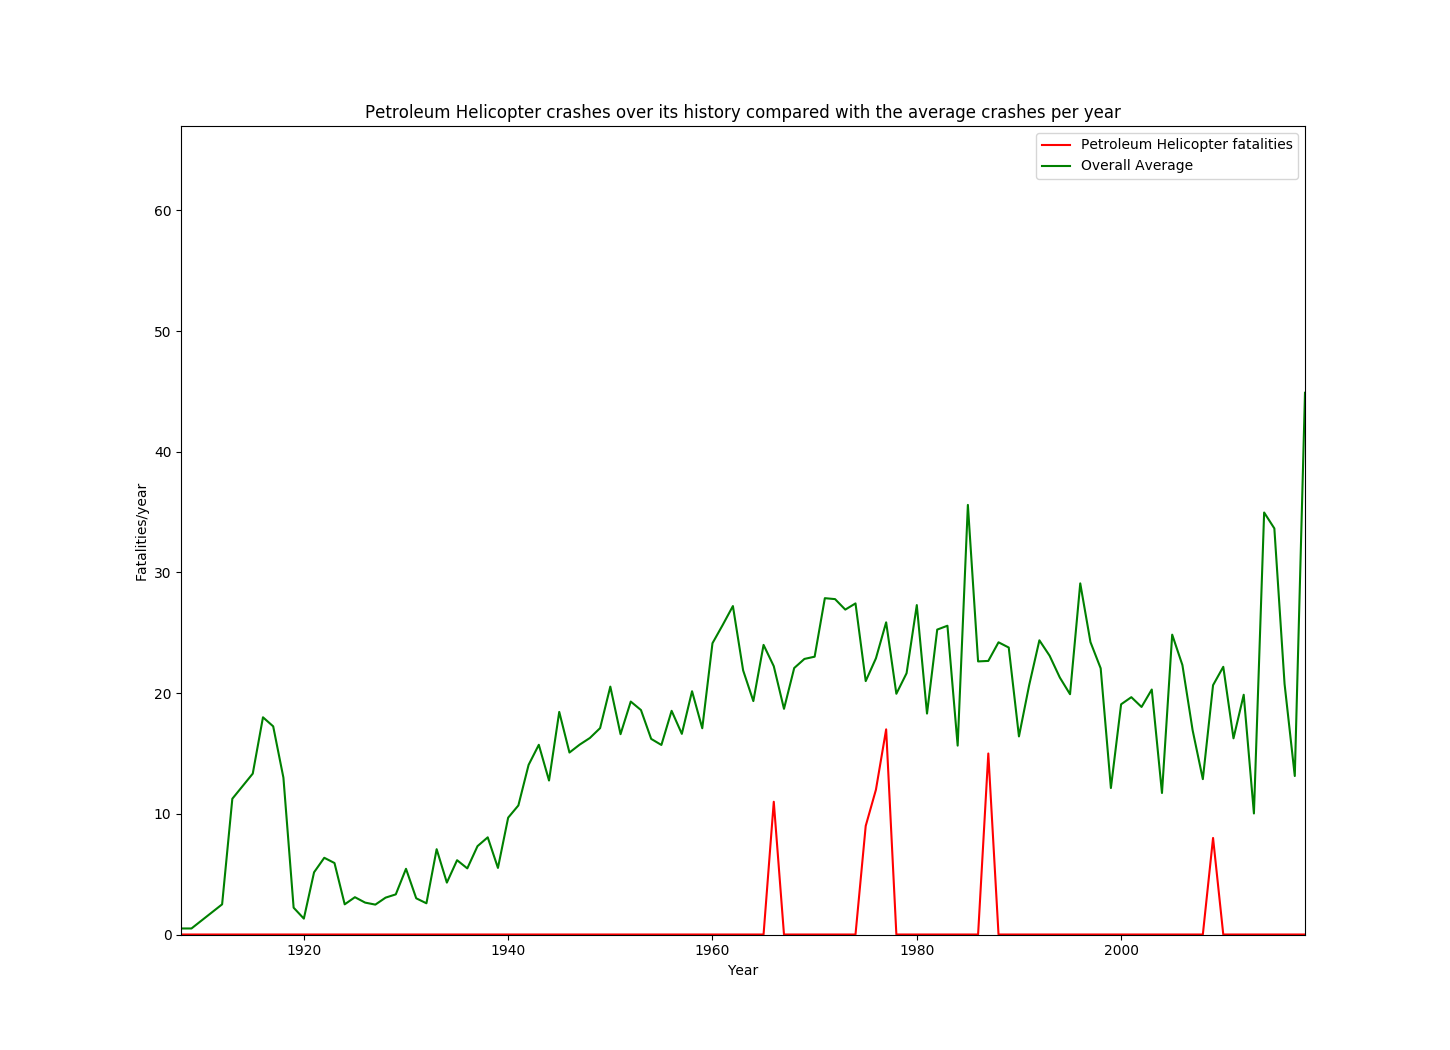 Petroleum Helicopter crashes over its history compared with the average crashes per year
Petroleum Helicopter fatalities
Overall Average
60
50
40
30
20
10
0
Fatalities/year
1920 1940 1960 1980 2000
Year